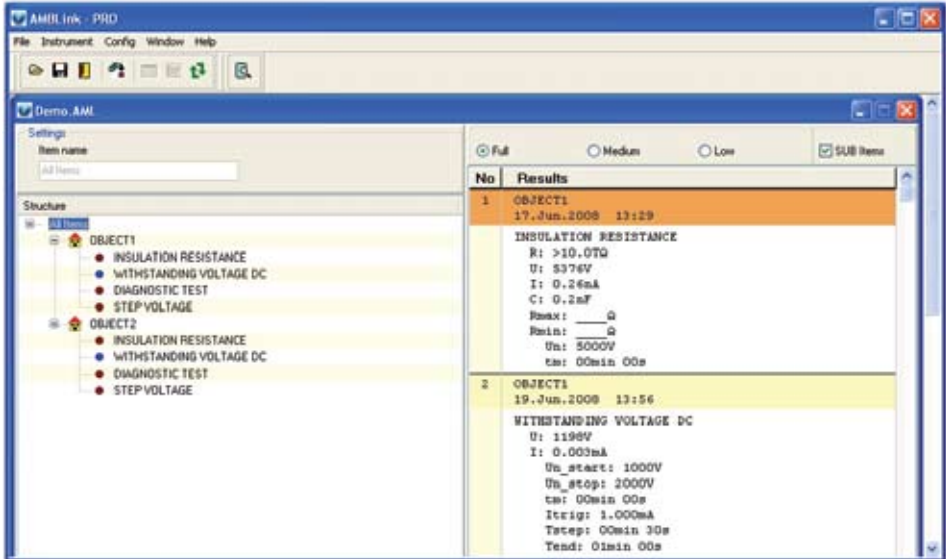 AMBLink - PRO
File Instrument Config Window Help
Demo.AML
Settings
Item name
All Items
Structure
All Items
OBJECT1
INSULATION RESISTANCE
WITHSTANDING VOLTAGE DC
DIAGNOSTIC TEST
STEP VOLTAGE
OBJECT2
INSULATION RESISTANCE
WITHSTANDING VOLTAGE DC
DIAGNOSTIC TEST
STEP VOLTAGE
Full Medium Low SUB Items
No Results
1 OBJECT1
17.Jun.2008 13:29
INSULATION RESISTANCE
R: >10.0TΩ
U: 5376V
I: 0.26nA
C: 0.2nF
Rmax: ____Ω
Rmin: ____Ω
Un: 5000V
tm: 00min 00s
2 OBJECT1
19.Jun.2008 13:56
WITHSTANDING VOLTAGE DC
U: 1198V
I: 0.003mA
Un_start: 1000V
Un_stop: 2000V
tm: 00min 00s
Itrig: 1.000mA
Tstep: 00min 30s
Tend: 01min 00s